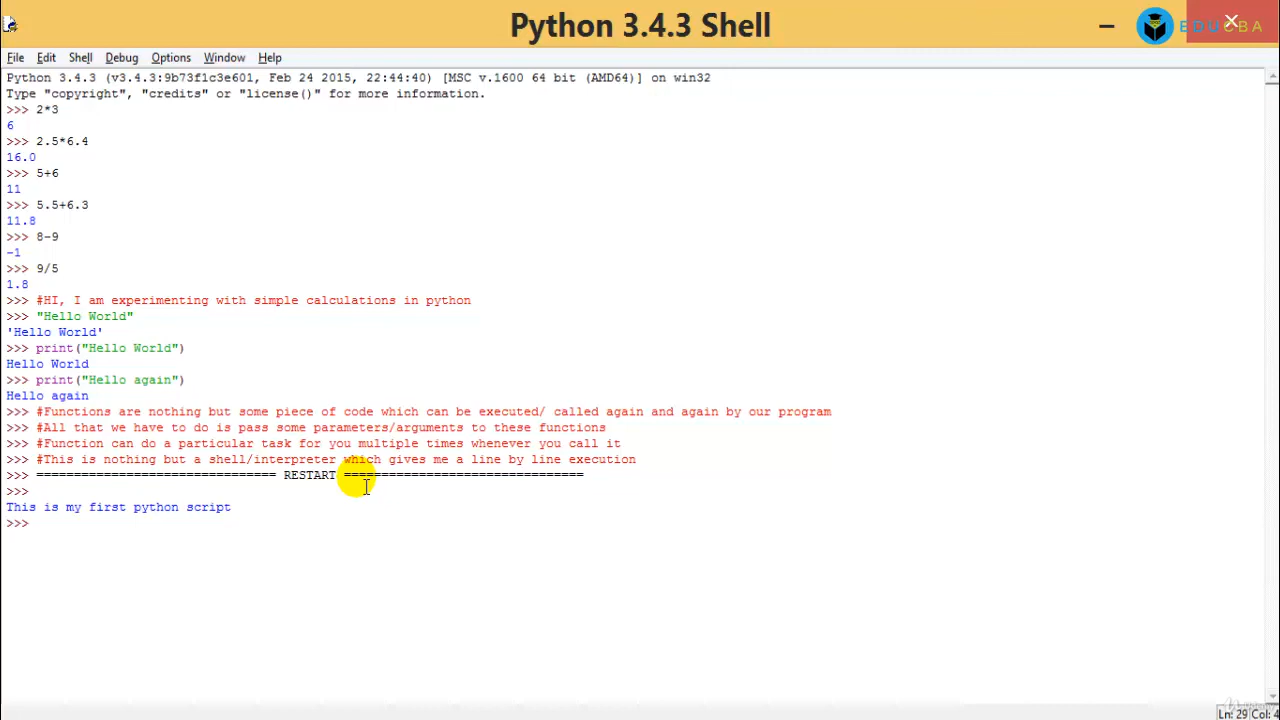 Python 3.4.3 Shell
EDUCBA
File Edit Shell Debug Options Window Help
Python 3.4.3 (v3.4.3:9b73f1c3e601, Feb 24 2015, 22:44:40) [MSC v.1600 64 bit (AMD64)] on win32
Type "copyright", "credits" or "license()" for more information.
>>> 2*3
6
>>> 2.5*6.4
16.0
>>> 5+6
11
>>> 5.5+6.3
11.8
>>> 8-9
-1
>>> 9/5
1.8
>>> #HI, I am experimenting with simple calculations in python
>>> "Hello World"
'Hello World'
>>> print("Hello World")
Hello World
>>> print("Hello again")
Hello again
>>> #Functions are nothing but some piece of code which can be executed/ called again and again by our program
>>> #All that we have to do is pass some parameters/arguments to these functions
>>> #Function can do a particular task for you multiple times whenever you call it
>>> #This is nothing but a shell/interpreter which gives me a line by line execution
>>> ================================ RESTART ================================
>>>
This is my first python script
>>>
Ln: 29 Col: 4